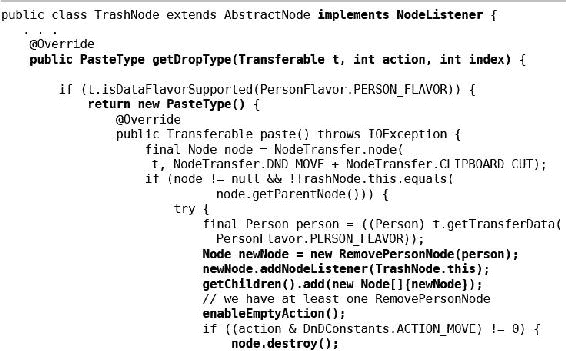 public class TrashNode extends AbstractNode implements NodeListener {
. . .
@Override
public PasteType getDropType(Transferable t, int action, int index) {
if (t.isDataFlavorSupported(PersonFlavor.PERSON_FLAVOR)) {
return new PasteType() {
@Override
public Transferable paste() throws IOException {
final Node node = NodeTransfer.node(
t, NodeTransfer.DND_MOVE + NodeTransfer.CLIPBOARD_CUT);
if (node != null && !TrashNode.this.equals(
node.getParentNode())) {
try {
final Person person = ((Person) t.getTransferData(
PersonFlavor.PERSON_FLAVOR));
Node newNode = new RemovePersonNode(person);
newNode.addNodeListener(TrashNode.this);
getChildren().add(new Node[]{newNode});
// we have at least one RemovePersonNode
enableEmptyAction();
if ((action & DnDConstants.ACTION_MOVE) != 0) {
node.destroy();